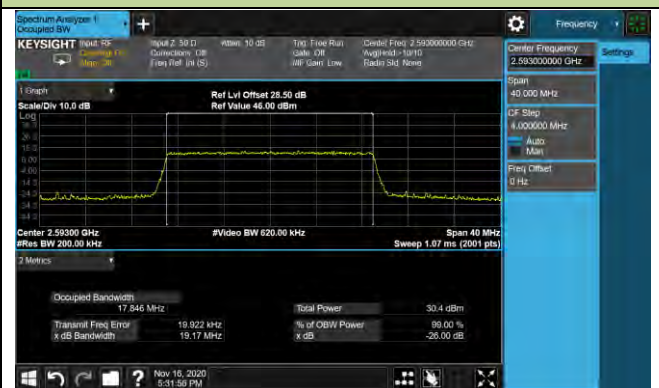 Spectrum Analyzer 1
Occupied BW
+
Frequency
KEYSIGHT Input: RF
Input Z: 50 Ω
Corrections: Off
Freq Ref: Int (S)
Atten: 10 dB
Trig: Free Run
Gate: Off
#IF Gain: Low
Center Freq: 2.593000000 GHz
Avg|Hold:>10/10
Radio Std: None
Center Frequency
2.593000000 GHz
Settings
Span
40.000 MHz
CF Step
4.000000 MHz
Auto
Man
Freq Offset
0 Hz
1 Graph
Scale/Div 10.0 dB
Ref Lvl Offset 28.50 dB
Ref Value 46.00 dBm
Log
Center 2.59300 GHz
#Video BW 620.00 kHz
Span 40 MHz
#Res BW 200.00 kHz
Sweep 1.07 ms (2001 pts)
2 Metrics
Occupied Bandwidth
17.846 MHz
Total Power 30.4 dBm
Transmit Freq Error 19.922 kHz
% of OBW Power 99.00 %
x dB Bandwidth 19.17 MHz
x dB -26.00 dB
Nov 16, 2020
5:31:56 PM